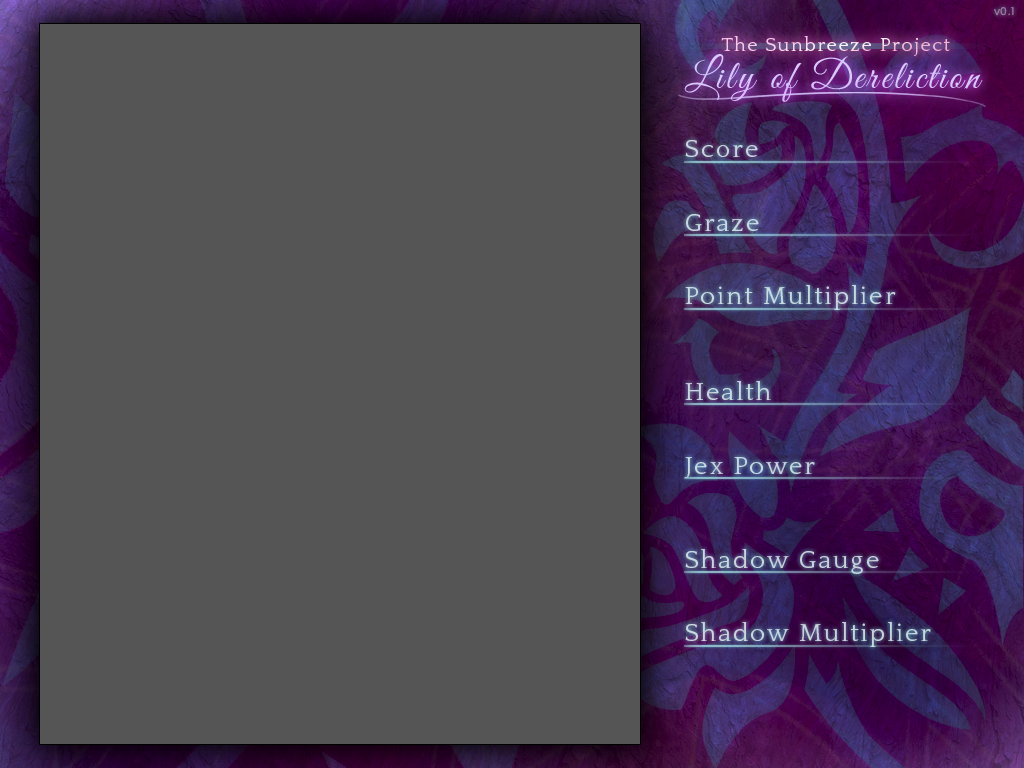 v0.1
The Sunbreeze Project
Lily of Dereliction
Score
Graze
Point Multiplier
Health
Jex Power
Shadow Gauge
Shadow Multiplier